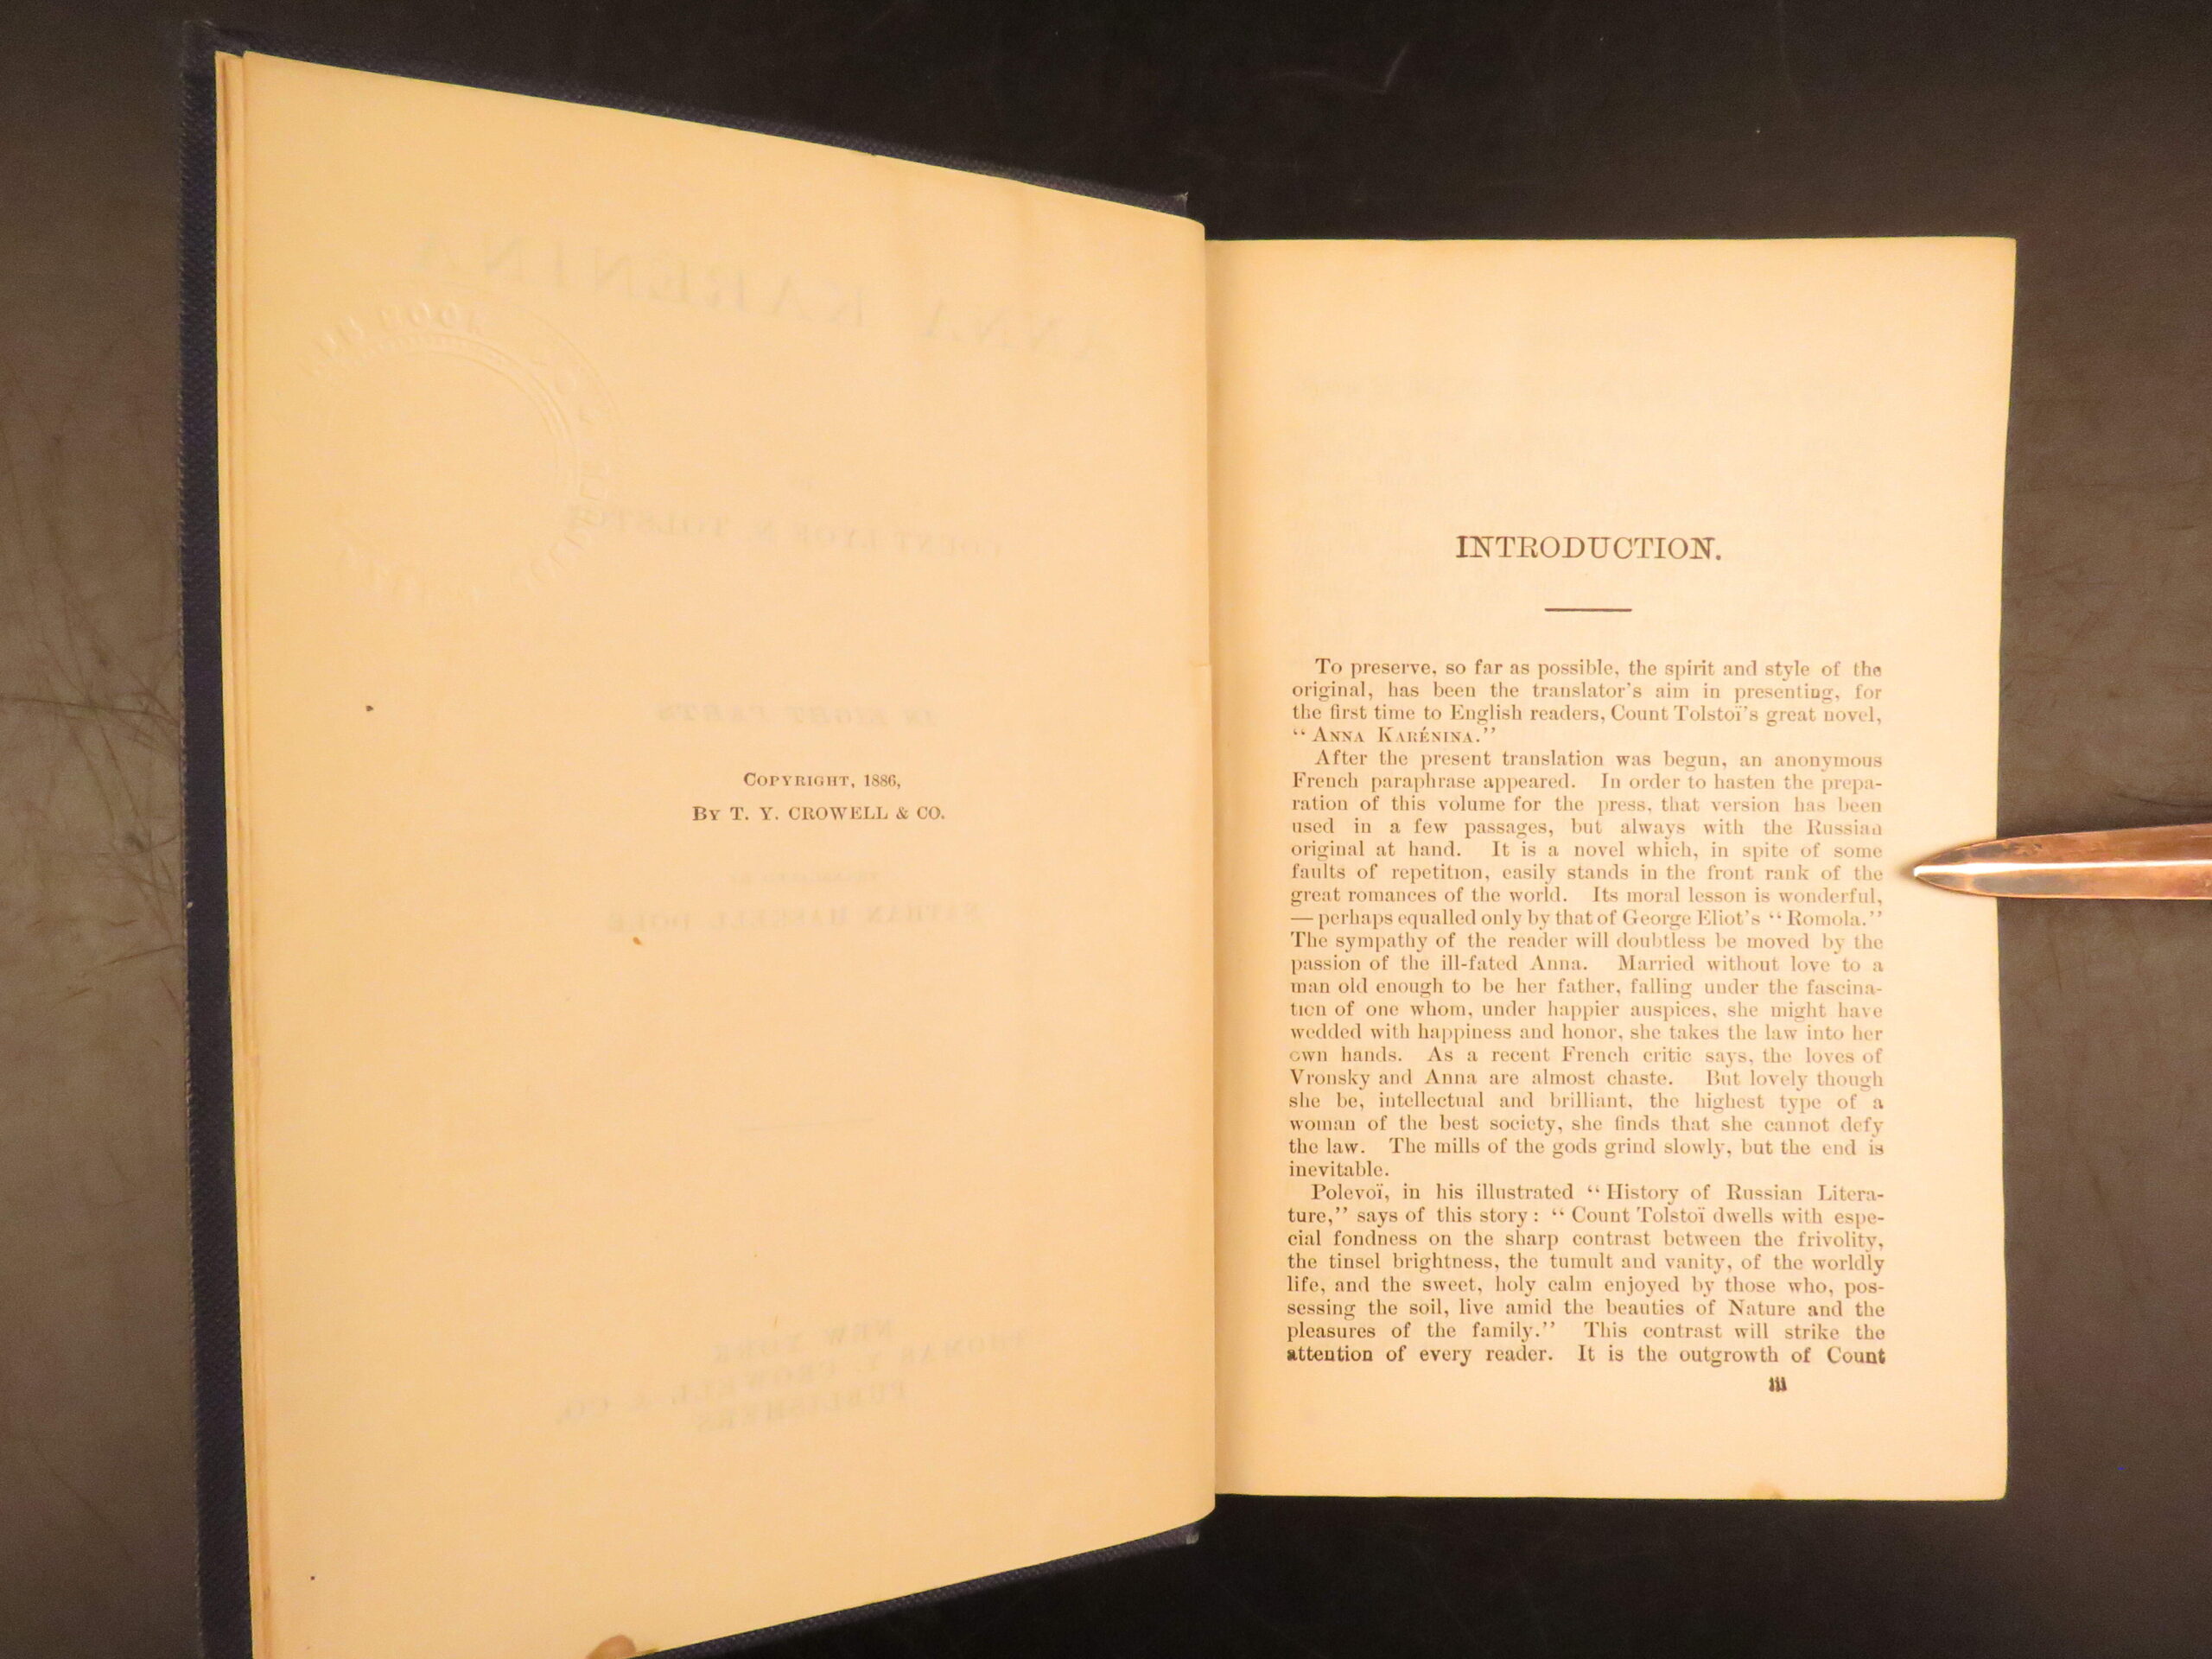 COPYRIGHT, 1886,
BY T. Y. CROWELL & CO.
INTRODUCTION.
To preserve, so far as possible, the spirit and style of the
original, has been the translator's aim in presenting, for
the first time to English readers, Count Tolstoï's great novel,
“ ANNA KARÉNINA.”
After the present translation was begun, an anonymous
French paraphrase appeared. In order to hasten the prepa-
ration of this volume for the press, that version has been
used in a few passages, but always with the Russian
original at hand. It is a novel which, in spite of some
faults of repetition, easily stands in the front rank of the
great romances of the world. Its moral lesson is wonderful,
— perhaps equalled only by that of George Eliot's “ Romola.”
The sympathy of the reader will doubtless be moved by the
passion of the ill-fated Anna. Married without love to a
man old enough to be her father, falling under the fascina-
tion of one whom, under happier auspices, she might have
wedded with happiness and honor, she takes the law into her
own hands. As a recent French critic says, the loves of
Vronsky and Anna are almost chaste. But lovely though
she be, intellectual and brilliant, the highest type of a
woman of the best society, she finds that she cannot defy
the law. The mills of the gods grind slowly, but the end is
inevitable.
Polevoï, in his illustrated “ History of Russian Litera-
ture,” says of this story : “ Count Tolstoï dwells with espe-
cial fondness on the sharp contrast between the frivolity,
the tinsel brightness, the tumult and vanity, of the worldly
life, and the sweet, holy calm enjoyed by those who, pos-
sessing the soil, live amid the beauties of Nature and the
pleasures of the family.” This contrast will strike the
attention of every reader. It is the outgrowth of Count
iii